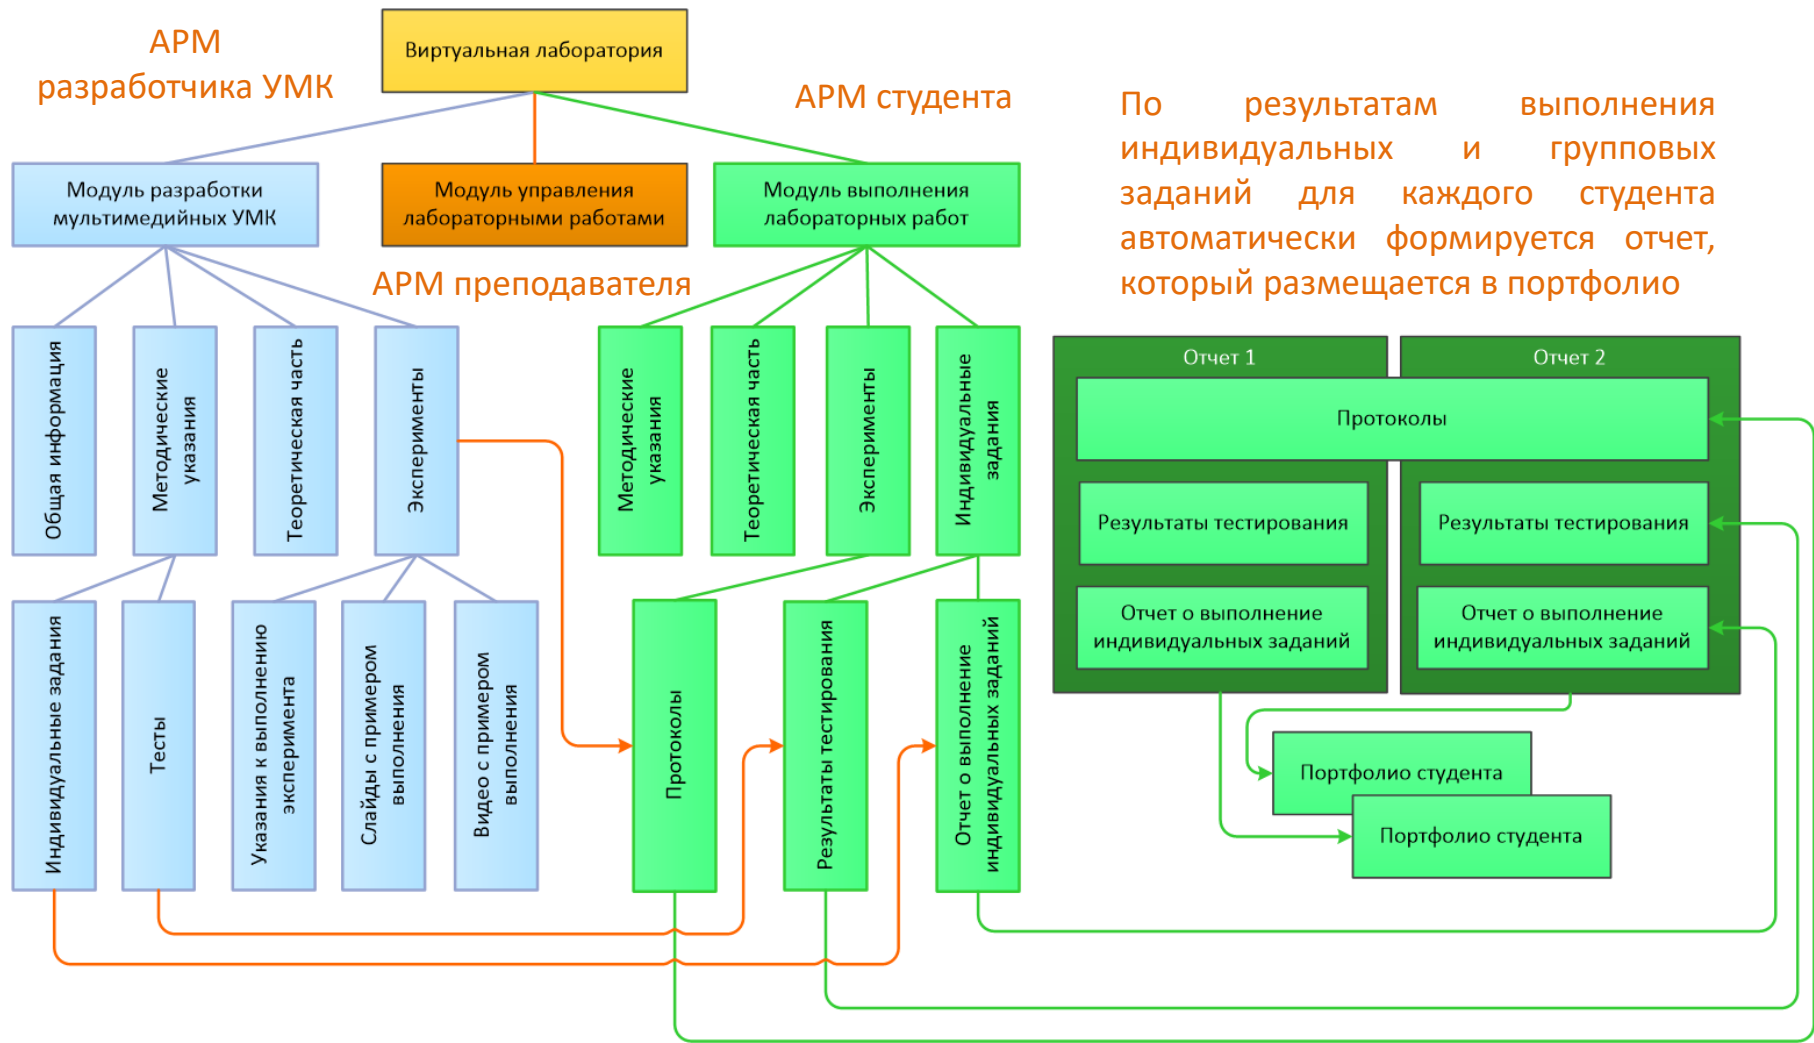 АРМ
разработчика УМК
Виртуальная лаборатория
АРМ студента
По результатам выполнения
индивидуальных и групповых
заданий для каждого студента
автоматически формируется отчет,
который размещается в портфолио
Модуль разработки
мультимедийных УМК
Модуль управления
лабораторными работами
Модуль выполнения
лабораторных работ
АРМ преподавателя
Общая информация
Методические
указания
Теоретическая часть
Эксперименты
Методические
указания
Теоретическая часть
Эксперименты
Индивидуальные
задания
Индивидуальные задания
Тесты
Указания к выполнению
эксперимента
Слайды с примером
выполнения
Видео с примером
выполнения
Протоколы
Результаты тестирования
Отчет о выполнение
индивидуальных заданий
Отчет 1
Отчет 2
Протоколы
Результаты тестирования
Результаты тестирования
Отчет о выполнение
индивидуальных заданий
Отчет о выполнение
индивидуальных заданий
Портфолио студента
Портфолио студента